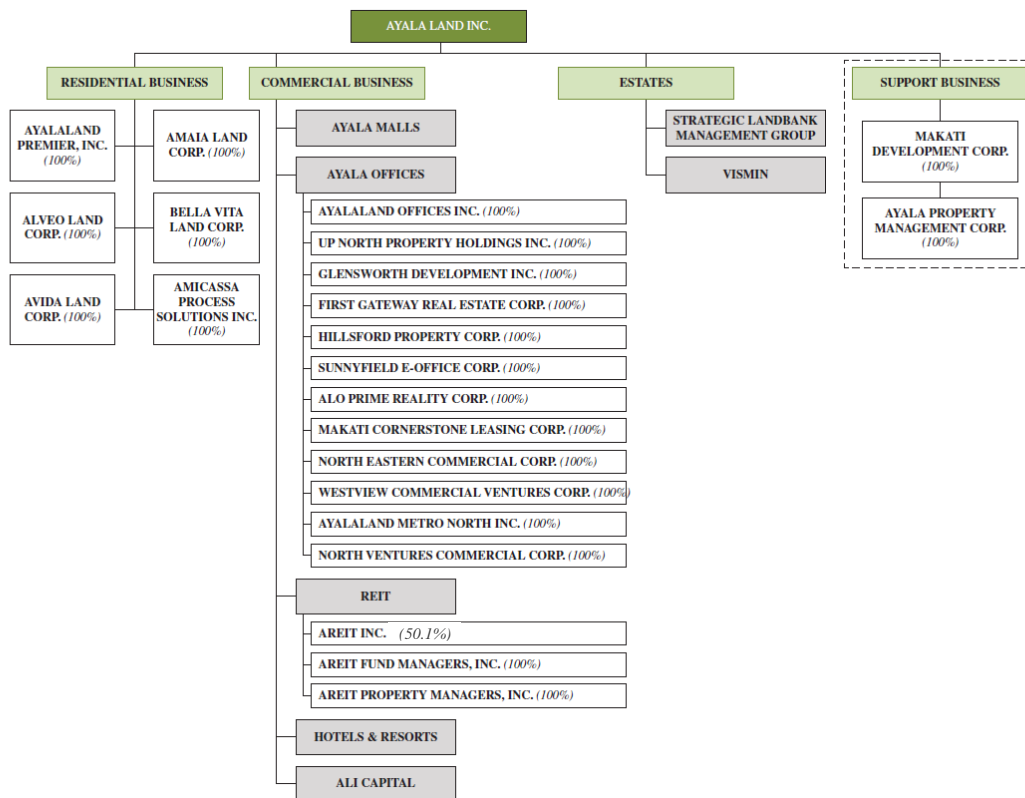 AYALA LAND INC.
RESIDENTIAL BUSINESS
AYALALAND
PREMIER, INC.
(100%)
AMAIA LAND
CORP. (100%)
ALVEO LAND
CORP. (100%)
BELLA VITA
LAND CORP.
(100%)
AVIDA LAND
CORP. (100%)
AMICASSA
PROCESS
SOLUTIONS INC.
(100%)
COMMERCIAL BUSINESS
AYALA MALLS
AYALA OFFICES
AYALALAND OFFICES INC. (100%)
UP NORTH PROPERTY HOLDINGS INC. (100%)
GLENSWORTH DEVELOPMENT INC. (100%)
FIRST GATEWAY REAL ESTATE CORP. (100%)
HILLSFORD PROPERTY CORP. (100%)
SUNNYFIELD E-OFFICE CORP. (100%)
ALO PRIME REALITY CORP. (100%)
MAKATI CORNERSTONE LEASING CORP. (100%)
NORTH EASTERN COMMERCIAL CORP. (100%)
WESTVIEW COMMERCIAL VENTURES CORP. (100%)
AYALALAND METRO NORTH INC. (100%)
NORTH VENTURES COMMERCIAL CORP. (100%)
REIT
AREIT INC. (50.1%)
AREIT FUND MANAGERS, INC. (100%)
AREIT PROPERTY MANAGERS, INC. (100%)
HOTELS & RESORTS
ALI CAPITAL
ESTATES
STRATEGIC LANDBANK
MANAGEMENT GROUP
VISMIN
SUPPORT BUSINESS
MAKATI
DEVELOPMENT CORP.
(100%)
AYALA PROPERTY
MANAGEMENT CORP.
(100%)